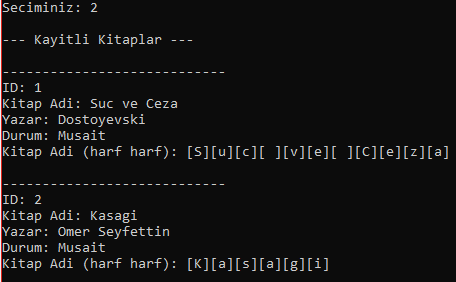 Seciminiz: 2
--- Kayitli Kitaplar ---
----------------------------
ID: 1
Kitap Adi: Suc ve Ceza
Yazar: Dostoyevski
Durum: Musait
Kitap Adi (harf harf): [S][u][c][ ][v][e][ ][C][e][z][a]
----------------------------
ID: 2
Kitap Adi: Kasagi
Yazar: Omer Seyfettin
Durum: Musait
Kitap Adi (harf harf): [K][a][s][a][g][i]